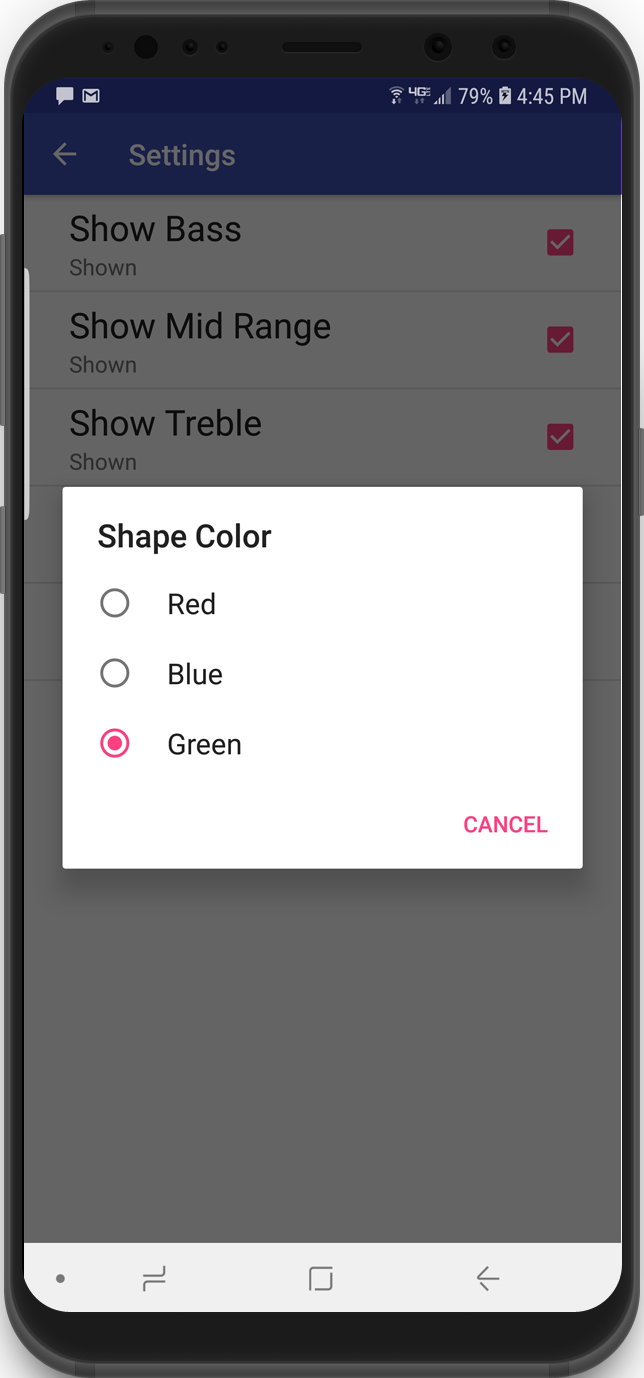 4G 79% 4:45 PM
Settings
Show Bass
Shown
Show Mid Range
Shown
Show Treble
Shown
Shape Color
Red
Blue
Green
CANCEL